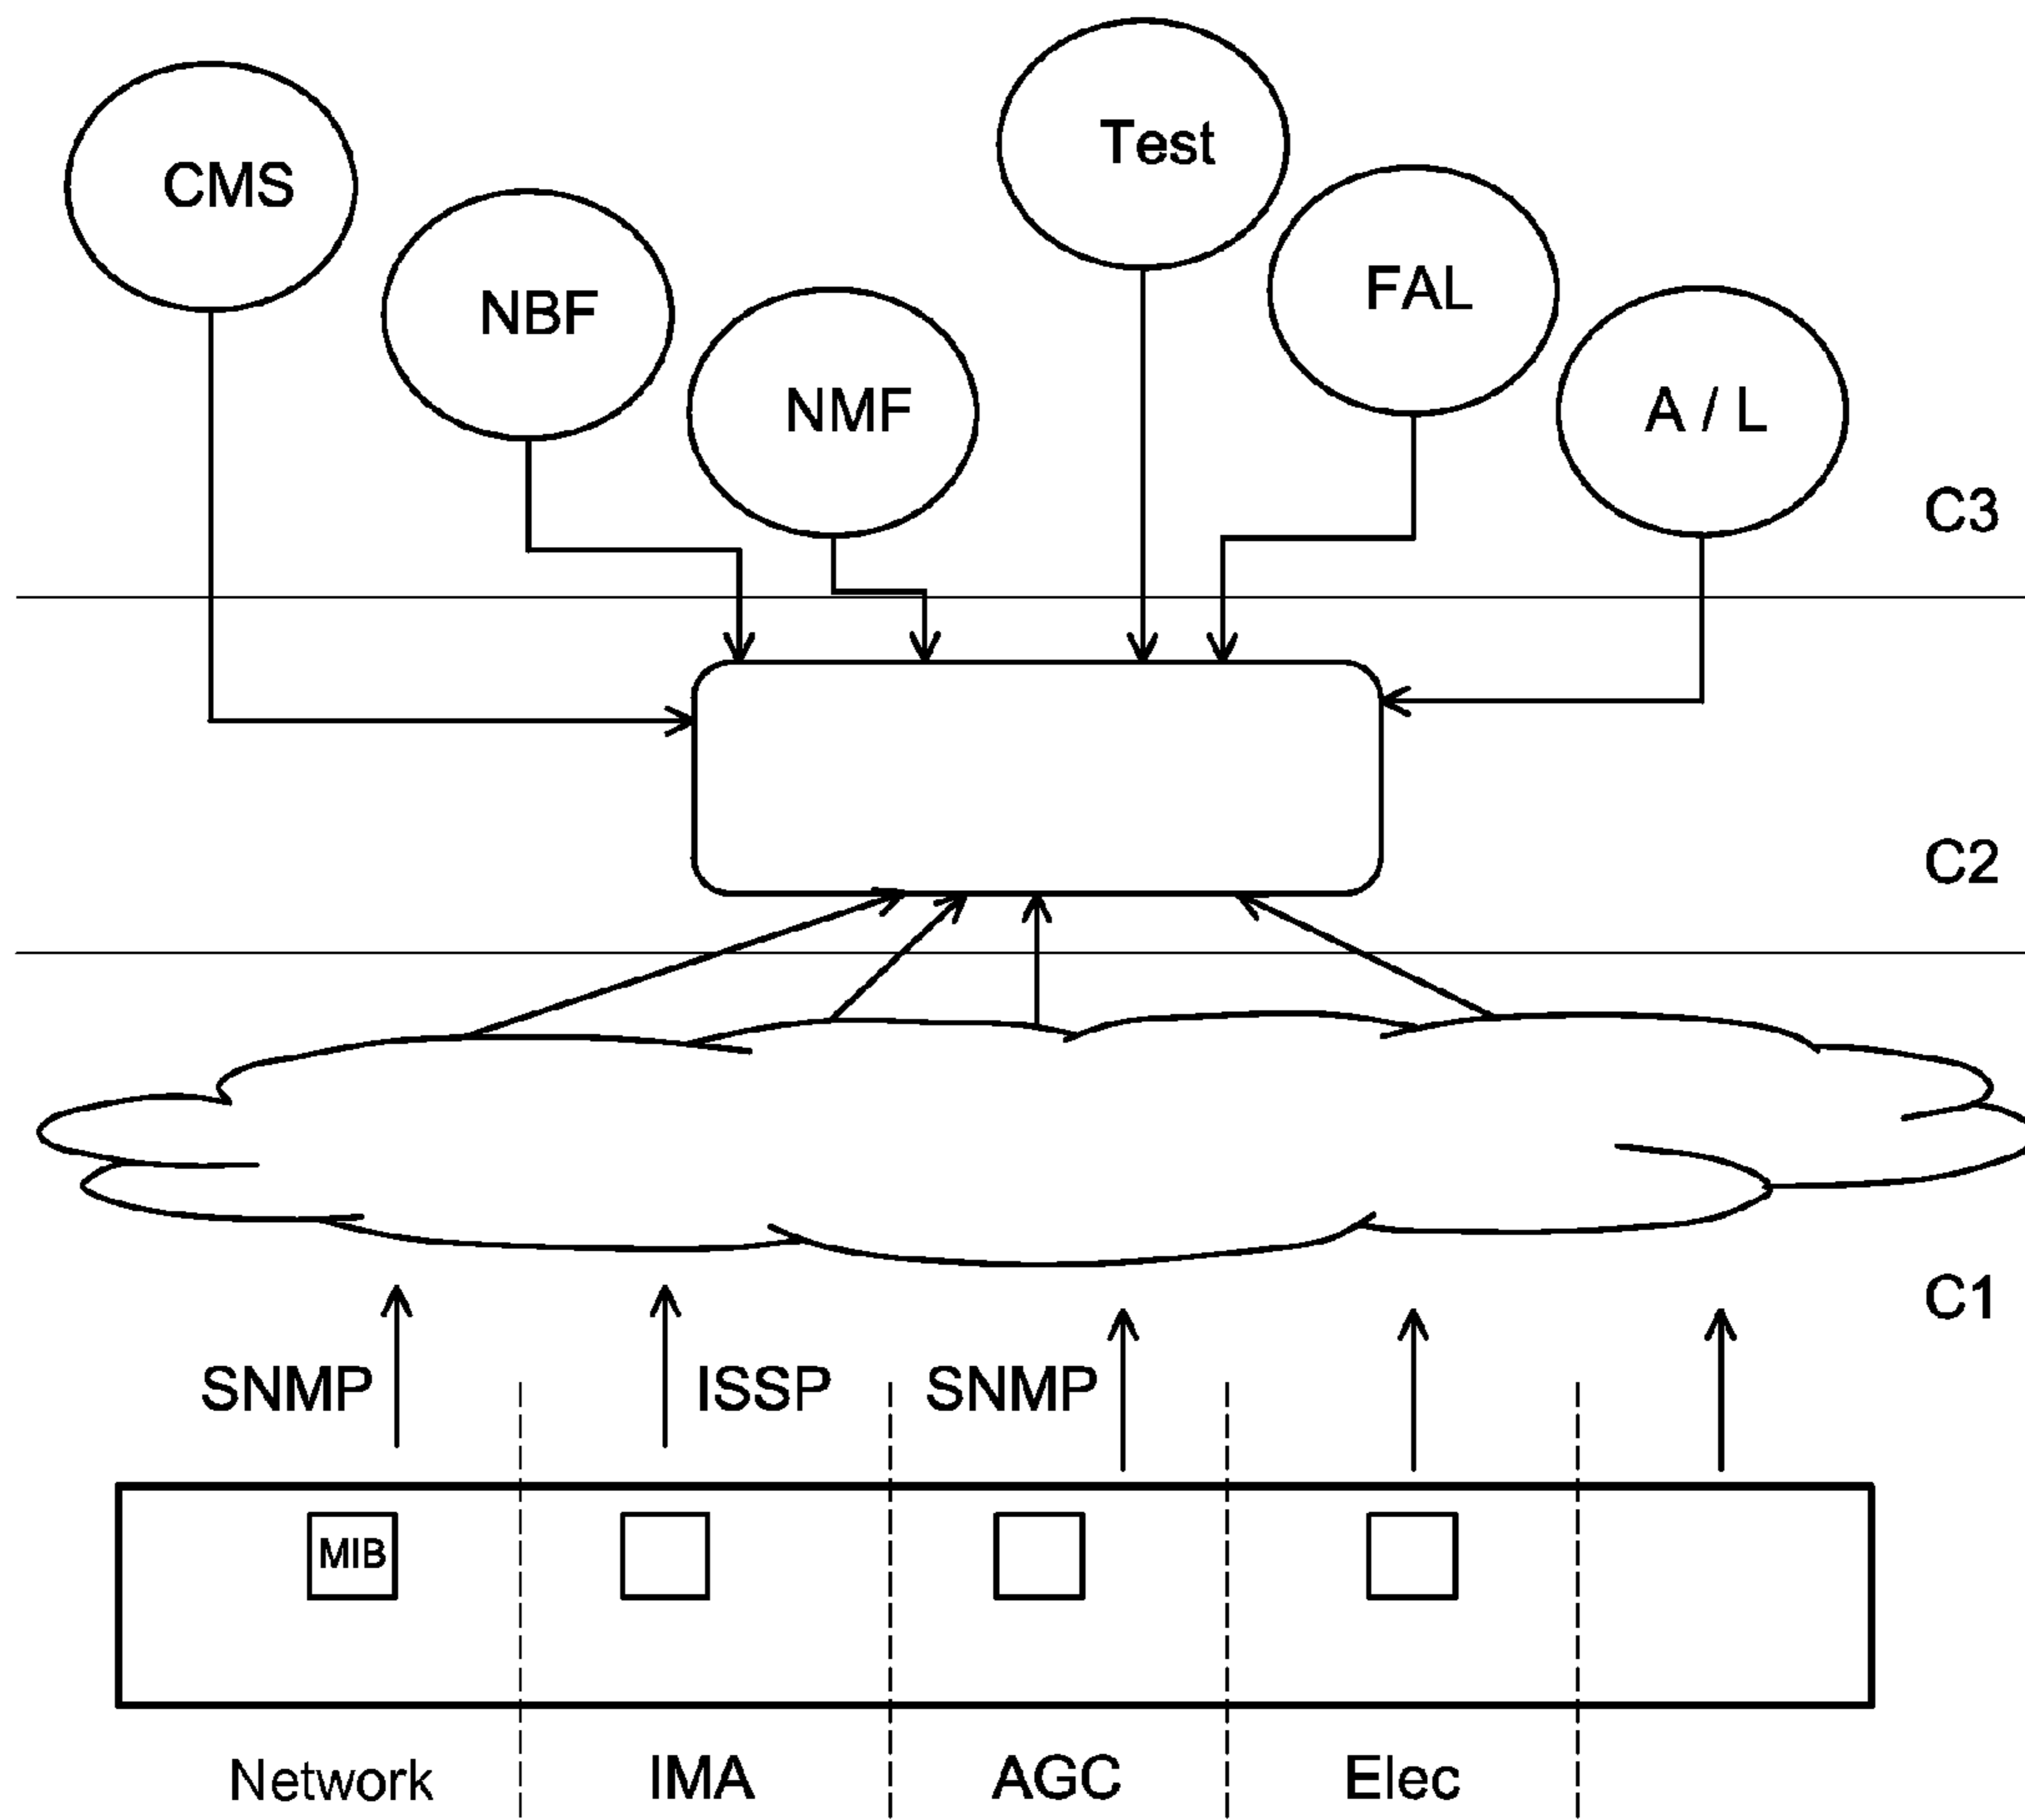 CMS
NBF
NMF
Test
FAL
A / L
C3
C2
C1
SNMP
ISSP
SNMP
MIB
Network
IMA
AGC
Elec